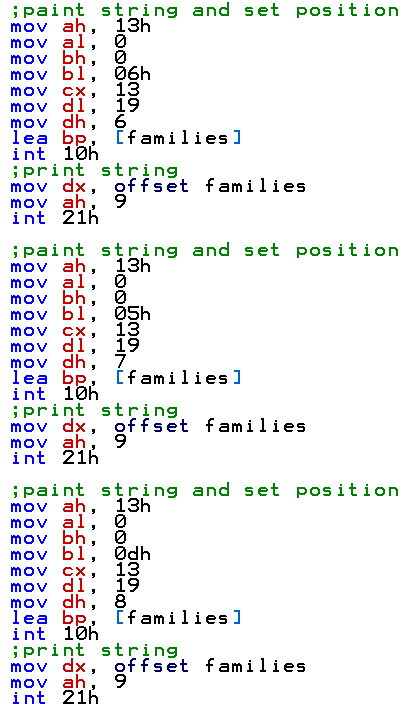 ;paint string and set position
mov ah, 13h
mov al, 0
mov bh, 0
mov bl, 06h
mov cx, 13
mov dl, 19
mov dh, 6
lea bp, [families]
int 10h
;print string
mov dx, offset families
mov ah, 9
int 21h
;paint string and set position
mov ah, 13h
mov al, 0
mov bh, 0
mov bl, 05h
mov cx, 13
mov dl, 19
mov dh, 7
lea bp, [families]
int 10h
;print string
mov dx, offset families
mov ah, 9
int 21h
;paint string and set position
mov ah, 13h
mov al, 0
mov bh, 0
mov bl, 0dh
mov cx, 13
mov dl, 19
mov dh, 8
lea bp, [families]
int 10h
;print string
mov dx, offset families
mov ah, 9
int 21h